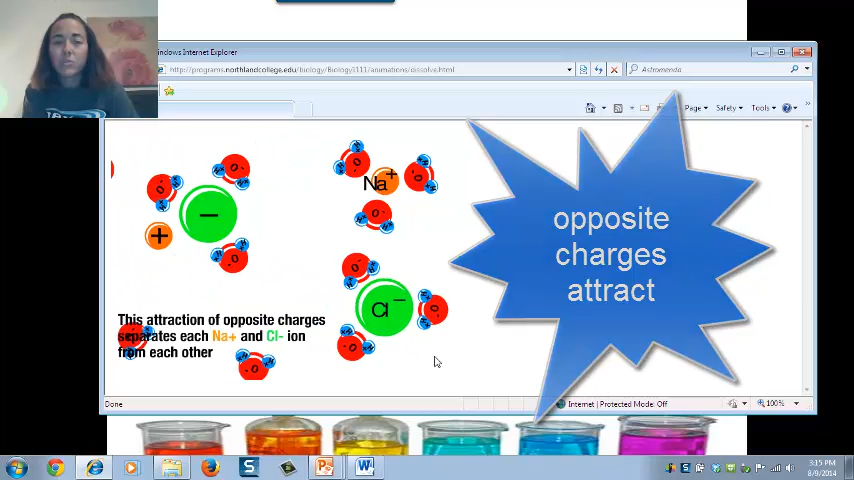 indows Internet Explorer
http://programs.northlandcollege.edu/biology/Biology1111/animations/dissolve.html
Astromenda
Page
Safety
Tools
Na+
+
−
Cl−
This attraction of opposite charges
separates each Na+ and Cl- ion
from each other
opposite
charges
attract
Done
Internet | Protected Mode: Off
100%
3:15 PM
8/9/2014